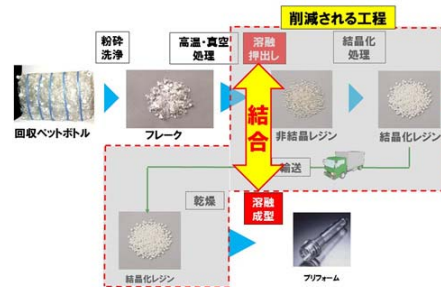 削減される工程
粉砕
洗浄
高温・真空
処理
溶融
押出し
結晶化
処理
回収ペットボトル
フレーク
非結晶レジン
結晶化レジン
結合
輸送
乾燥
溶融
成型
結晶化レジン
プリフォーム